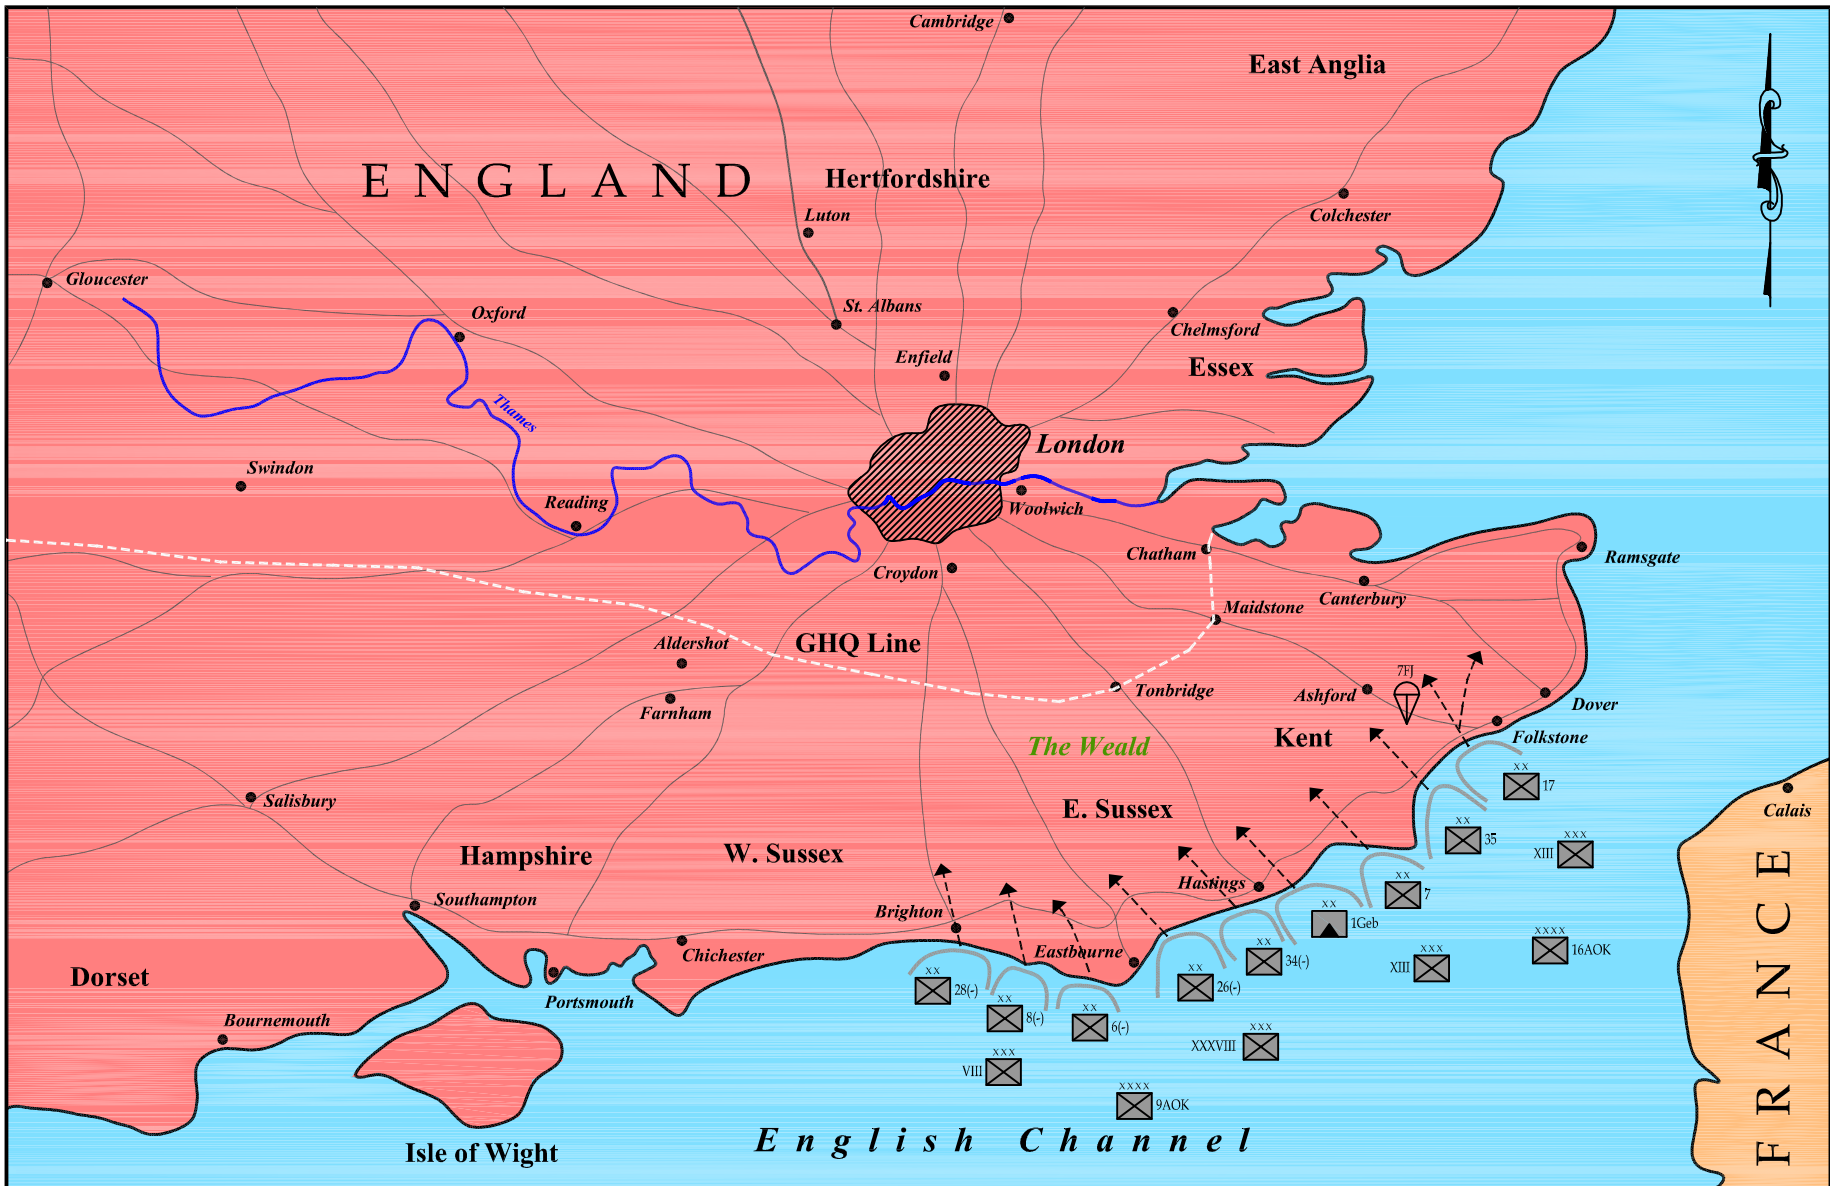 Cambridge
East Anglia
ENGLAND
Hertfordshire
Luton
Colchester
Gloucester
Oxford
St. Albans
Chelmsford
Enfield
Essex
Thames
London
Swindon
Reading
Woolwich
Chatham
Ramsgate
Croydon
Canterbury
Maidstone
Aldershot
GHQ Line
7FJ
Tonbridge
Ashford
Farnham
Dover
The Weald
Kent
Folkstone
xx
17
Salisbury
Calais
E. Sussex
xx
35
xxx
XIII
Hampshire
W. Sussex
FRANCE
Hastings
xx
7
Southampton
Brighton
xx
1Geb
xxxx
16AOK
Eastbourne
Chichester
xx
34(-)
xxx
XIII
Dorset
xx
28(-)
xx
26(-)
Portsmouth
xx
8(-)
xx
6(-)
Bournemouth
xxx
XXXVIII
xxx
VIII
xxxx
9AOK
English Channel
Isle of Wight